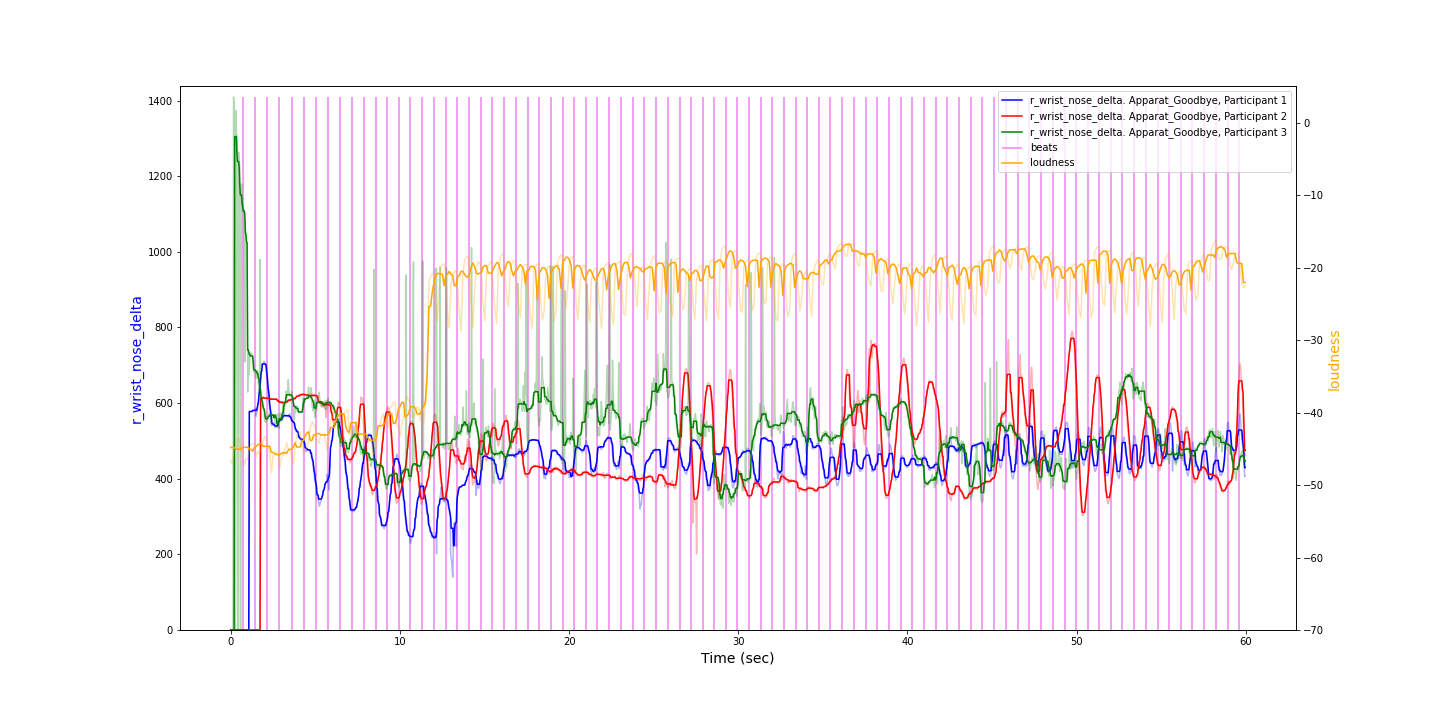 r_wrist_nose_delta. Apparat_Goodbye, Participant 1
r_wrist_nose_delta. Apparat_Goodbye, Participant 2
r_wrist_nose_delta. Apparat_Goodbye, Participant 3
beats
loudness
1400
1200
1000
800
600
400
200
0
r_wrist_nose_delta
0
−10
−20
−30
−40
−50
−60
−70
loudness
0
10
20
30
40
50
60
Time (sec)